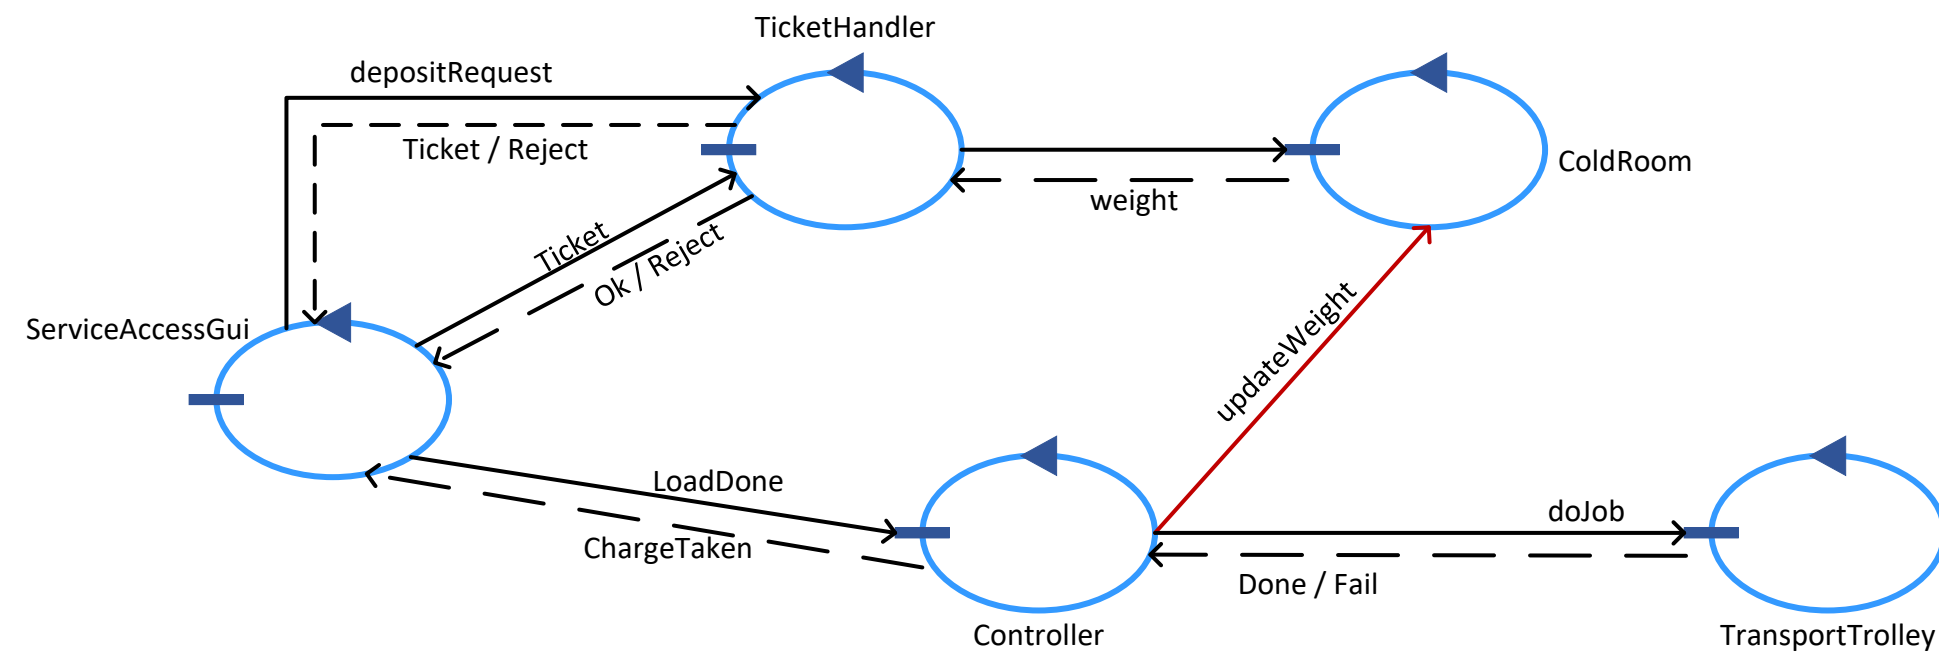 TicketHandler
depositRequest
Ticket / Reject
ColdRoom
weight
Ticket
Ok / Reject
ServiceAccessGui
updateWeight
LoadDone
doJob
ChargeTaken
Done / Fail
Controller
TransportTrolley